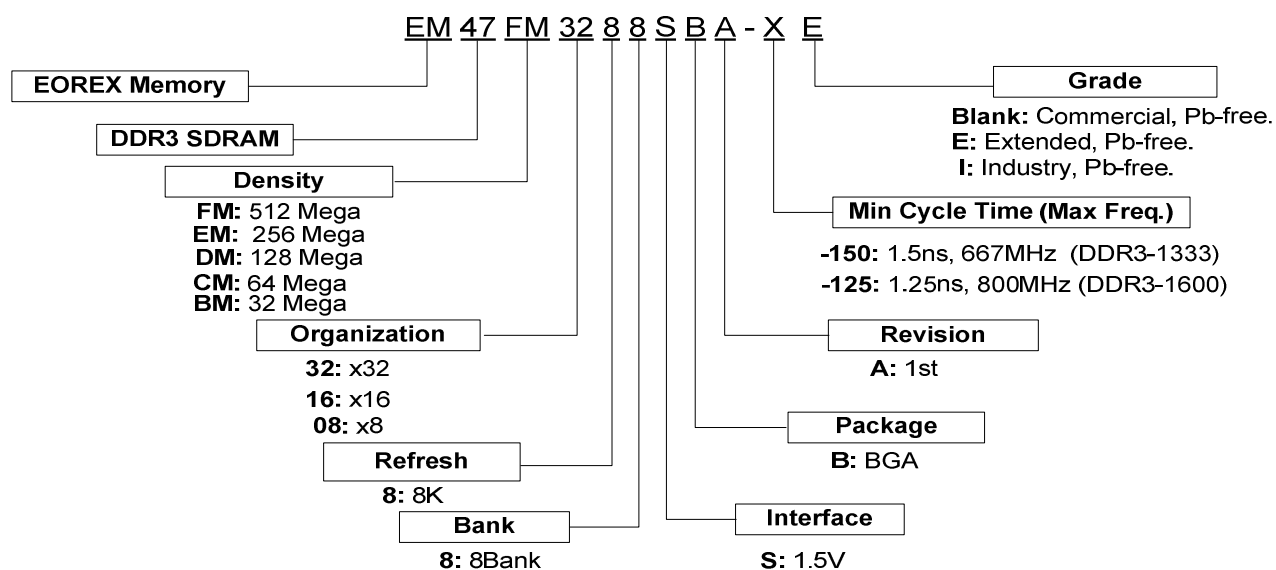 EM 47 FM 32 8 8 S B A - X E
EOREX Memory
DDR3 SDRAM
Density
FM: 512 Mega
EM: 256 Mega
DM: 128 Mega
CM: 64 Mega
BM: 32 Mega
Organization
32: x32
16: x16
08: x8
Refresh
8: 8K
Bank
8: 8Bank
Grade
Blank: Commercial, Pb-free.
E: Extended, Pb-free.
I: Industry, Pb-free.
Min Cycle Time (Max Freq.)
-150: 1.5ns, 667MHz (DDR3-1333)
-125: 1.25ns, 800MHz (DDR3-1600)
Revision
A: 1st
Package
B: BGA
Interface
S: 1.5V